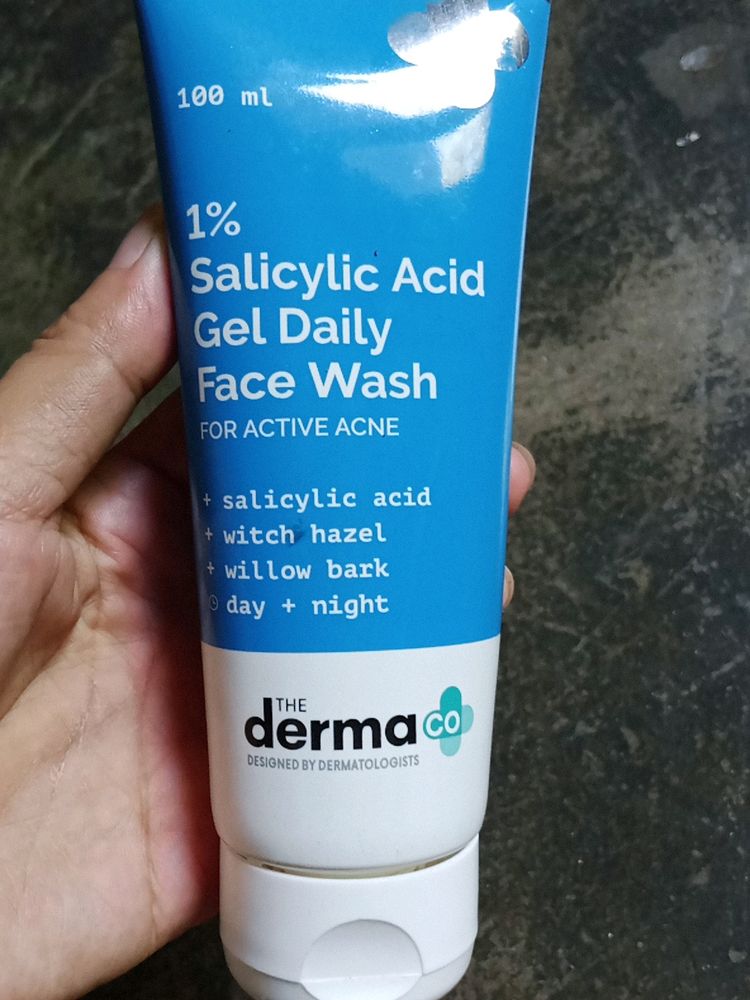 100 ml
1%
Salicylic Acid
Gel Daily
Face Wash
FOR ACTIVE ACNE
+ salicylic acid
+ witch hazel
+ willow bark
day + night
THE
derma co
DESIGNED BY DERMATOLOGISTS